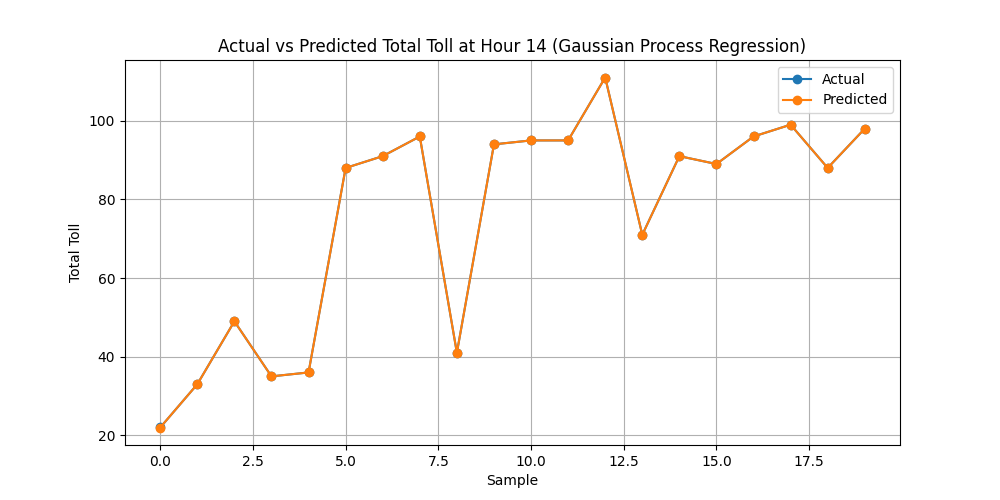 Actual vs Predicted Total Toll at Hour 14 (Gaussian Process Regression)
Actual
Predicted
100
80
60
40
20
Total Toll
0.0 2.5 5.0 7.5 10.0 12.5 15.0 17.5
Sample